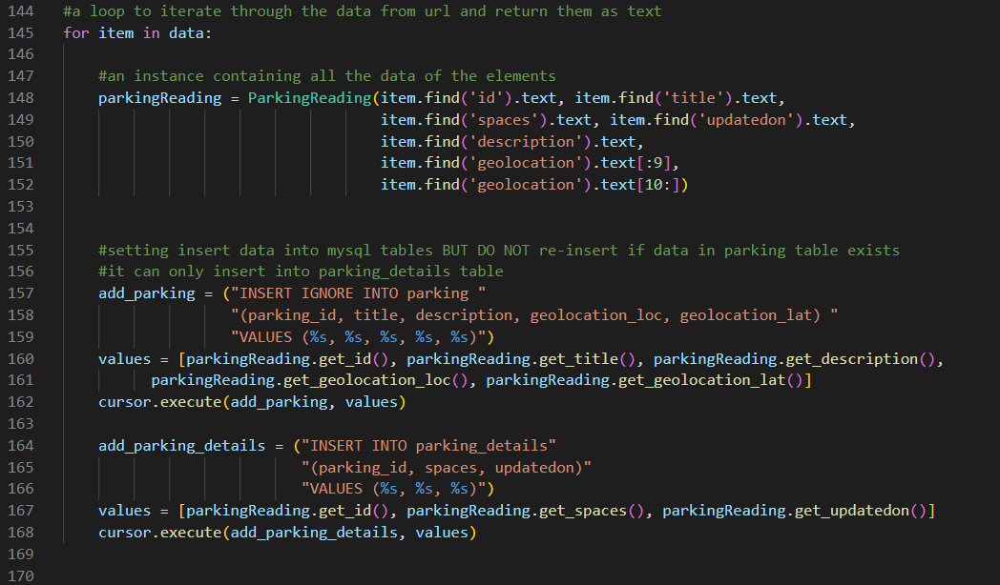 144 #a loop to iterate through the data from url and return them as text
145 for item in data:
146
147 #an instance containing all the data of the elements
148 parkingReading = ParkingReading(item.find('id').text, item.find('title').text,
149 item.find('spaces').text, item.find('updatedon').text,
150 item.find('description').text,
151 item.find('geolocation').text[:9],
152 item.find('geolocation').text[10:])
153
154
155 #setting insert data into mysql tables BUT DO NOT re-insert if data in parking table exists
156 #it can only insert into parking_details table
157 add_parking = ("INSERT IGNORE INTO parking "
158 "(parking_id, title, description, geolocation_loc, geolocation_lat) "
159 "VALUES (%s, %s, %s, %s, %s)")
160 values = [parkingReading.get_id(), parkingReading.get_title(), parkingReading.get_description(),
161 parkingReading.get_geolocation_loc(), parkingReading.get_geolocation_lat()]
162 cursor.execute(add_parking, values)
163
164 add_parking_details = ("INSERT INTO parking_details"
165 "(parking_id, spaces, updatedon)"
166 "VALUES (%s, %s, %s)")
167 values = [parkingReading.get_id(), parkingReading.get_spaces(), parkingReading.get_updatedon()]
168 cursor.execute(add_parking_details, values)
169
170